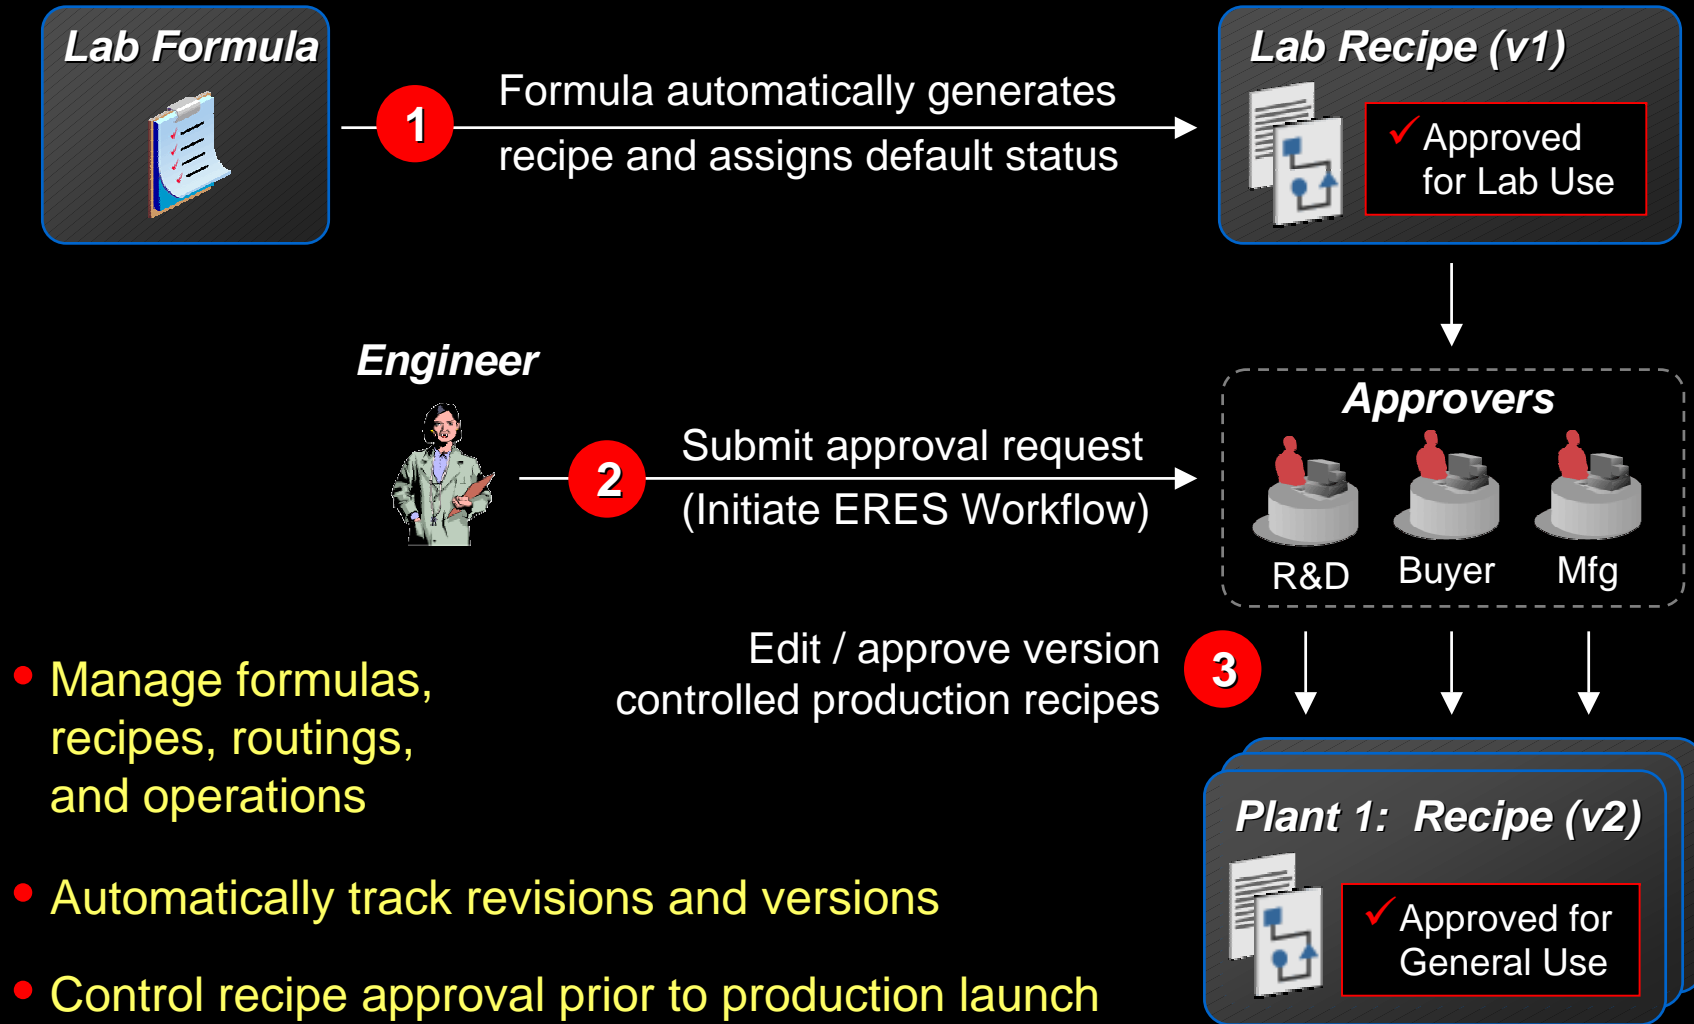 Lab Formula
1
Formula automatically generates
recipe and assigns default status
Lab Recipe (v1)
✓Approved
for Lab Use
Engineer
2
Submit approval request
(Initiate ERES Workflow)
Approvers
R&D
Buyer
Mfg
Edit / approve version
controlled production recipes
3
• Manage formulas,
recipes, routings,
and operations
• Automatically track revisions and versions
• Control recipe approval prior to production launch
Plant 1: Recipe (v2)
✓Approved for
General Use